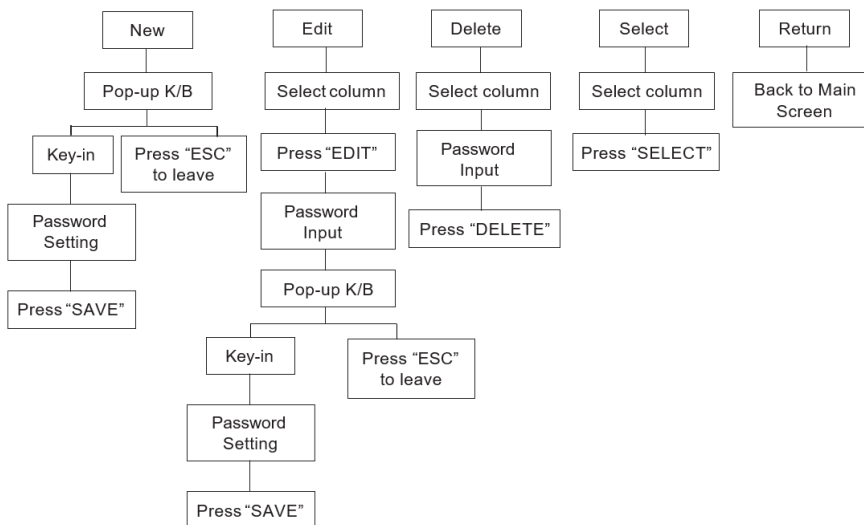 New
Pop-up K/B
Key-in
Press “ESC”
to leave
Password
Setting
Press “SAVE”
Edit
Select column
Press “EDIT”
Password
Input
Pop-up K/B
Key-in
Press “ESC”
to leave
Password
Setting
Press “SAVE”
Delete
Select column
Password
Input
Press “DELETE”
Select
Select column
Press “SELECT”
Return
Back to Main
Screen